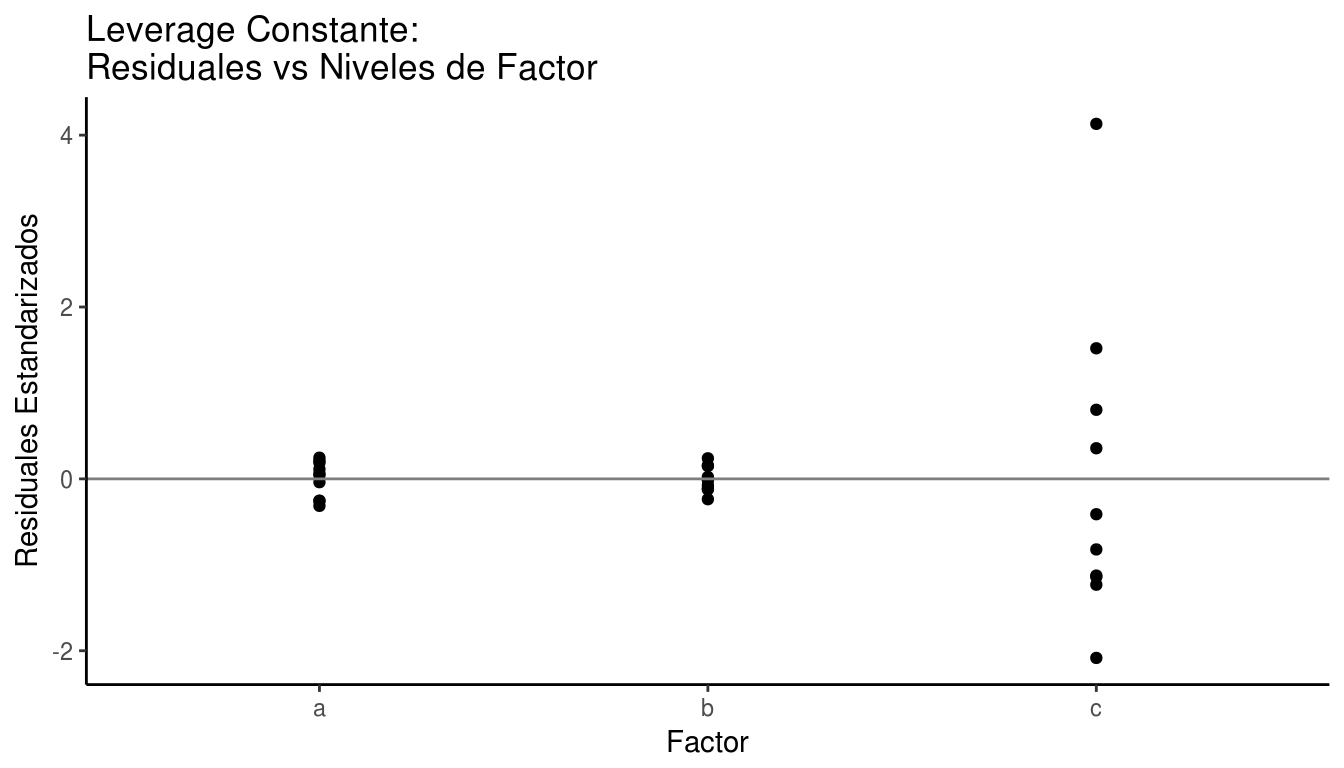 Leverage Constante:
Residuales vs Niveles de Factor
Residuales Estandarizados
4
2
0
-2
a
b
c
Factor